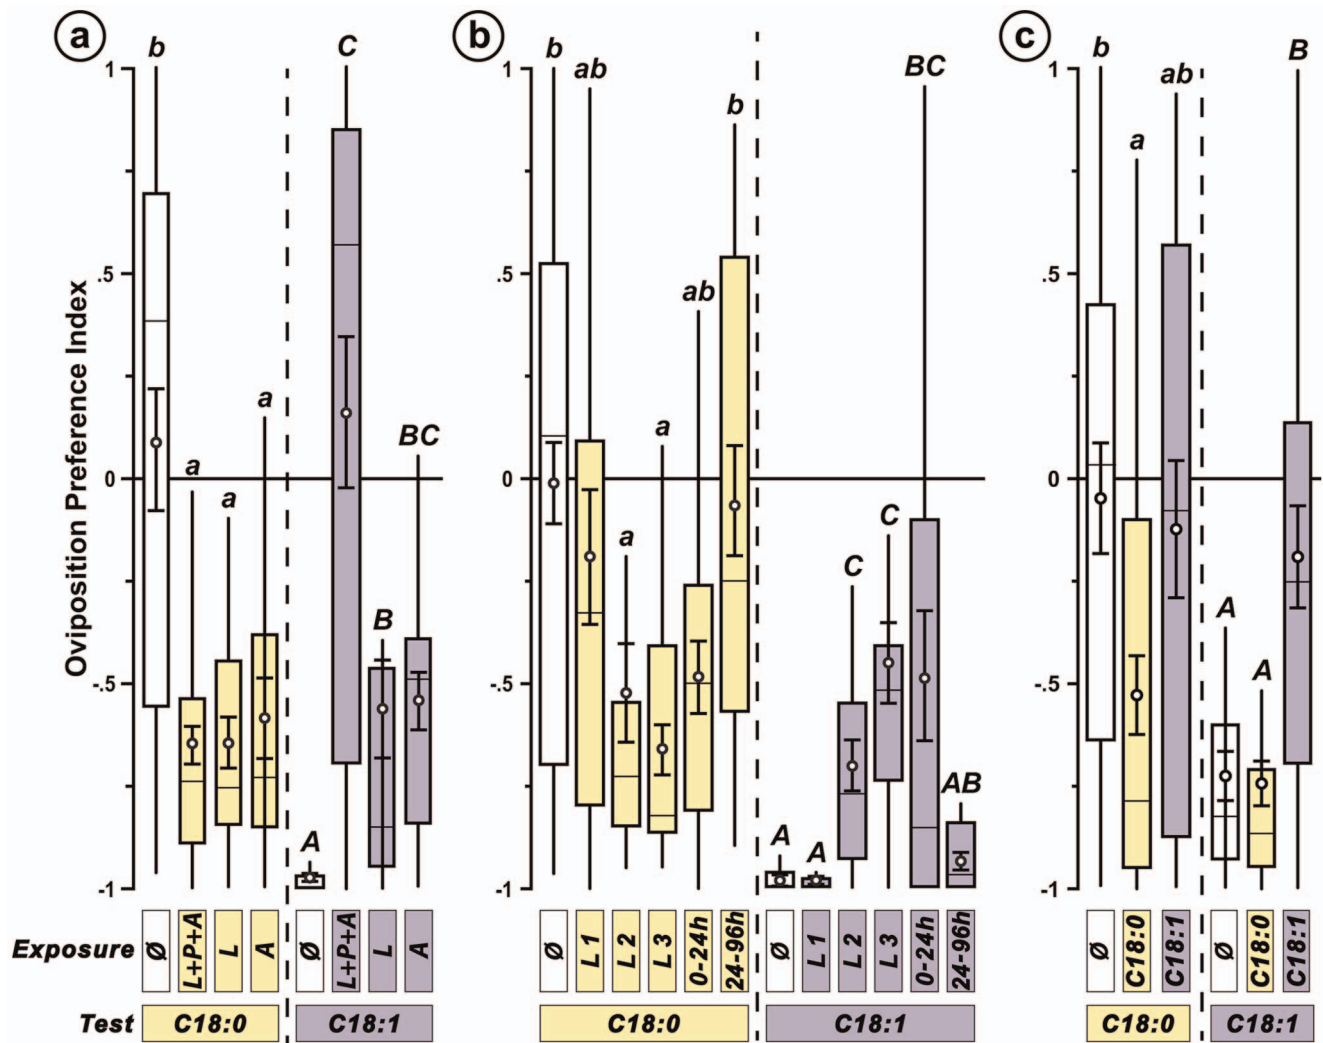 a
b
c
b
C
b
ab
b
BC
b
ab
B
a
a
a
B
BC
A
a
a
ab
A
A
C
C
AB
a
A
A
Oviposition Preference Index
1
.5
0
-.5
-1
1
.5
0
-.5
-1
1
.5
0
-.5
-1
Exposure Ø L+P+A L A Ø L+P+A L A Ø L 1 L 2 L 3 0-24h 24-96h Ø L 1 L 2 L 3 0-24h 24-96h Ø C18:0 C18:1 Ø C18:0 C18:1
Test C18:0 C18:1 C18:0 C18:1 C18:0 C18:1